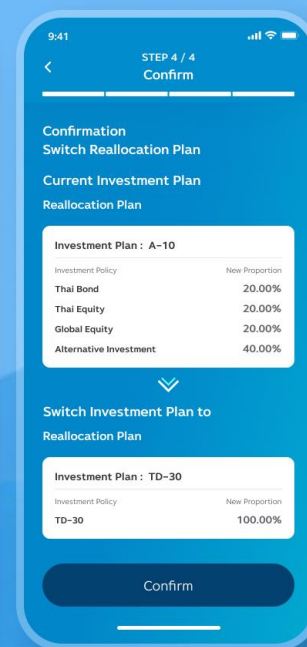 9:41
STEP 4 / 4
Confirm
Confirmation
Switch Reallocation Plan
Current Investment Plan
Reallocation Plan
Investment Plan : A-10
Investment Policy New Proportion
Thai Bond 20.00%
Thai Equity 20.00%
Global Equity 20.00%
Alternative Investment 40.00%
Switch Investment Plan to
Reallocation Plan
Investment Plan : TD-30
Investment Policy New Proportion
TD-30 100.00%
Confirm